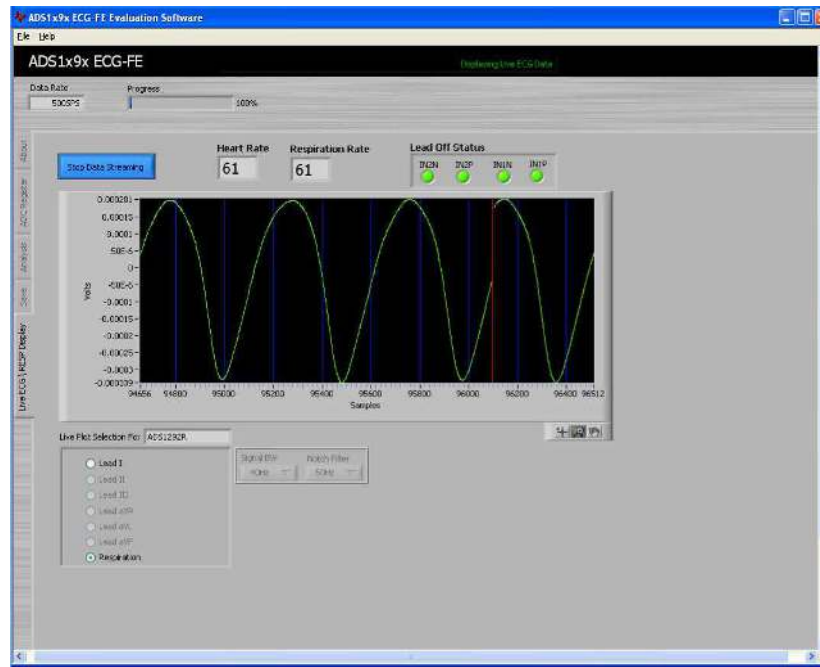 ADS1x9x ECG-FE Evaluation Software
File Help
ADS1x9x ECG-FE
Displaying Live ECG Data
Data Rate Progress
500SPS 100%
About
ADC Register
Analysis
Save
Live ECG \ RESP Display
Stop Data Streaming
Heart Rate Respiration Rate Lead Off Status
61 61
IN2N IN2P IN1N IN1P
0.000201
0.00015
0.0001
50E-6
0
-50E-6
-0.0001
-0.00015
-0.0002
-0.00025
-0.0003
-0.000339
Volts
94656 94800 95000 95200 95400 95600 95800 96000 96200 96400 96512
Samples
Live Plot Selection For ADS1292R
Lead I
Lead II
Lead III
Lead aVR
Lead aVL
Lead aVF
Respiration
Signal BW Notch Filter
40Hz 50Hz